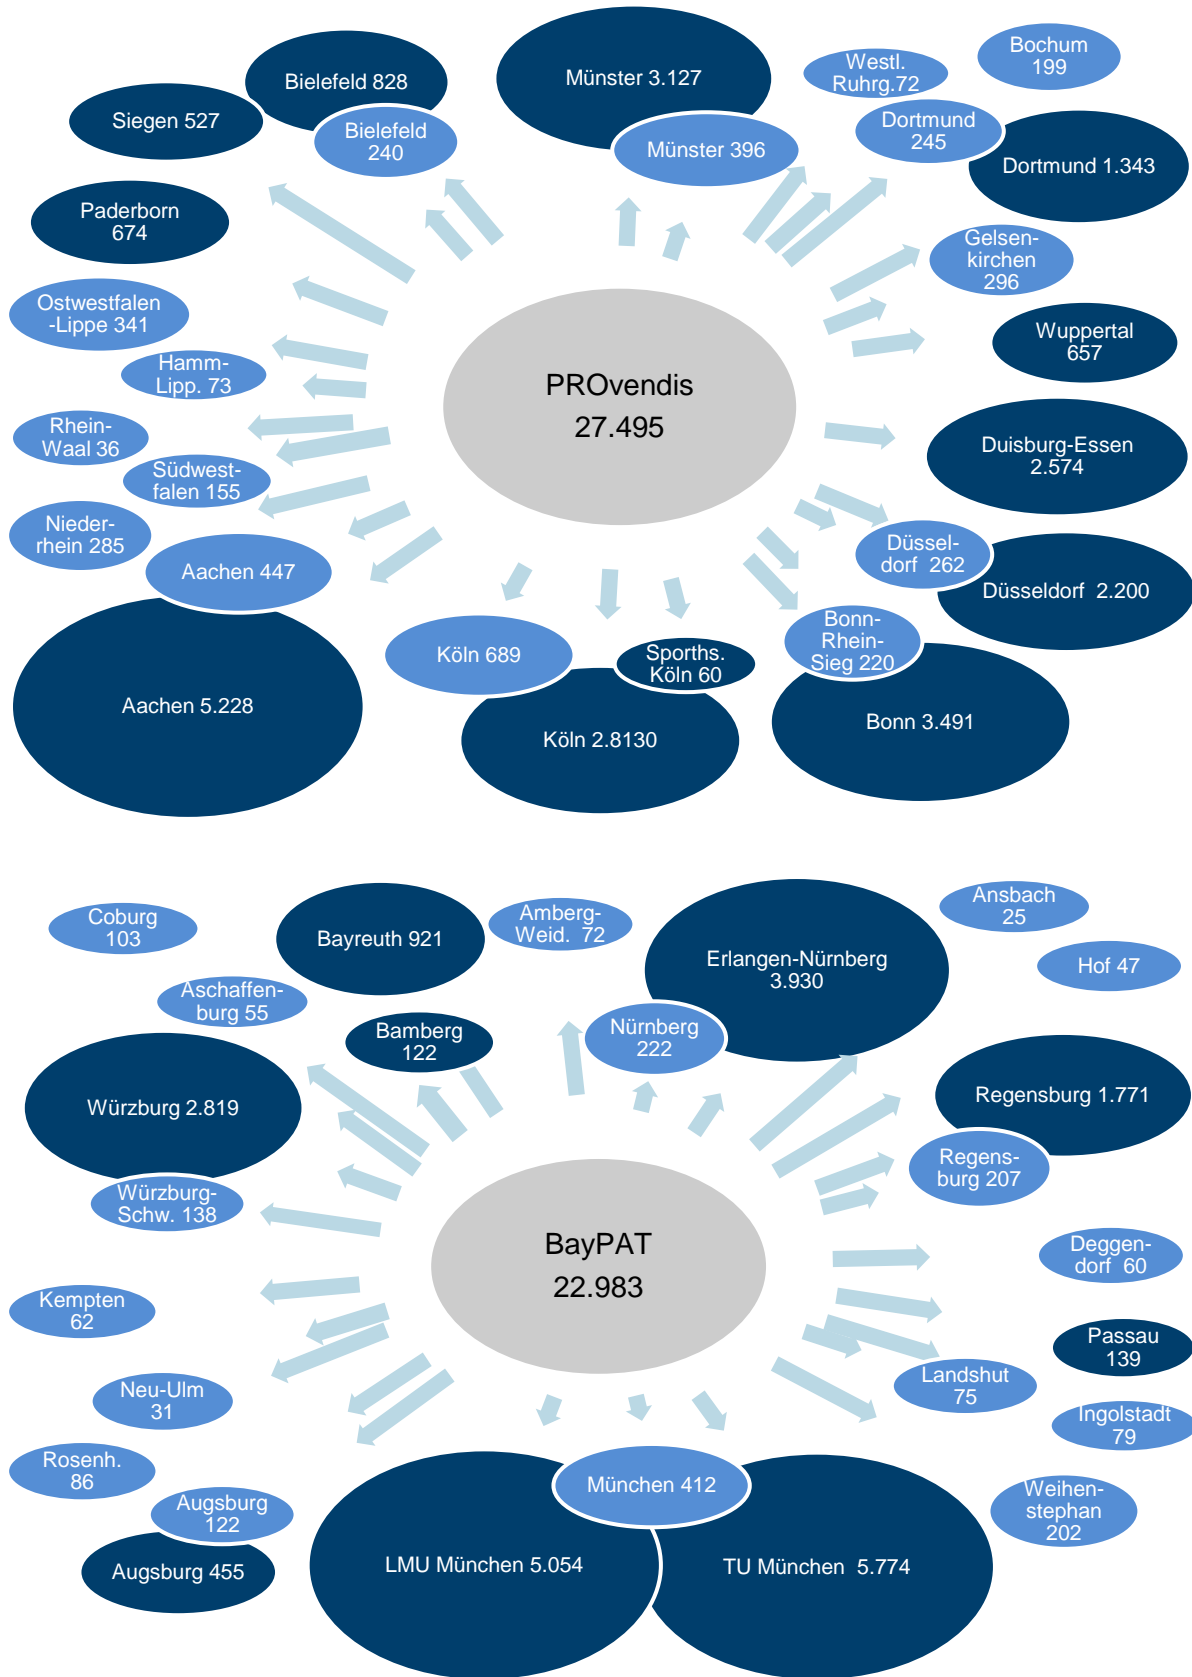 Bielefeld 828
Bielefeld
240
Siegen 527
Paderborn
674
Ostwestfalen
-Lippe 341
Hamm-
Lipp. 73
Rhein-
Waal 36
Südwest-
falen 155
Nieder-
rhein 285
Aachen 447
Aachen 5.228
Münster 3.127
Münster 396
Westl.
Ruhrg.72
Bochum
199
Dortmund
245
Dortmund 1.343
Gelsen-
kirchen
296
Wuppertal
657
PROvendis
27.495
Duisburg-Essen
2.574
Düssel-
dorf  262
Düsseldorf  2.200
Bonn-
Rhein-
Sieg 220
Bonn 3.491
Köln 689
Sporths.
Köln 60
Köln 2.8130
Coburg
103
Bayreuth 921
Amberg-
Weid.  72
Erlangen-Nürnberg
3.930
Ansbach
25
Hof 47
Aschaffen-
burg 55
Bamberg
122
Nürnberg
222
Würzburg 2.819
Würzburg-
Schw. 138
Regensburg 1.771
Regens-
burg 207
BayPAT
22.983
Deggen-
dorf  60
Kempten
62
Passau
139
Neu-Ulm
31
Landshut
75
Ingolstadt
79
Rosenh.
86
Augsburg
122
Augsburg 455
München 412
LMU München 5.054
TU München  5.774
Weihen-
stephan
202